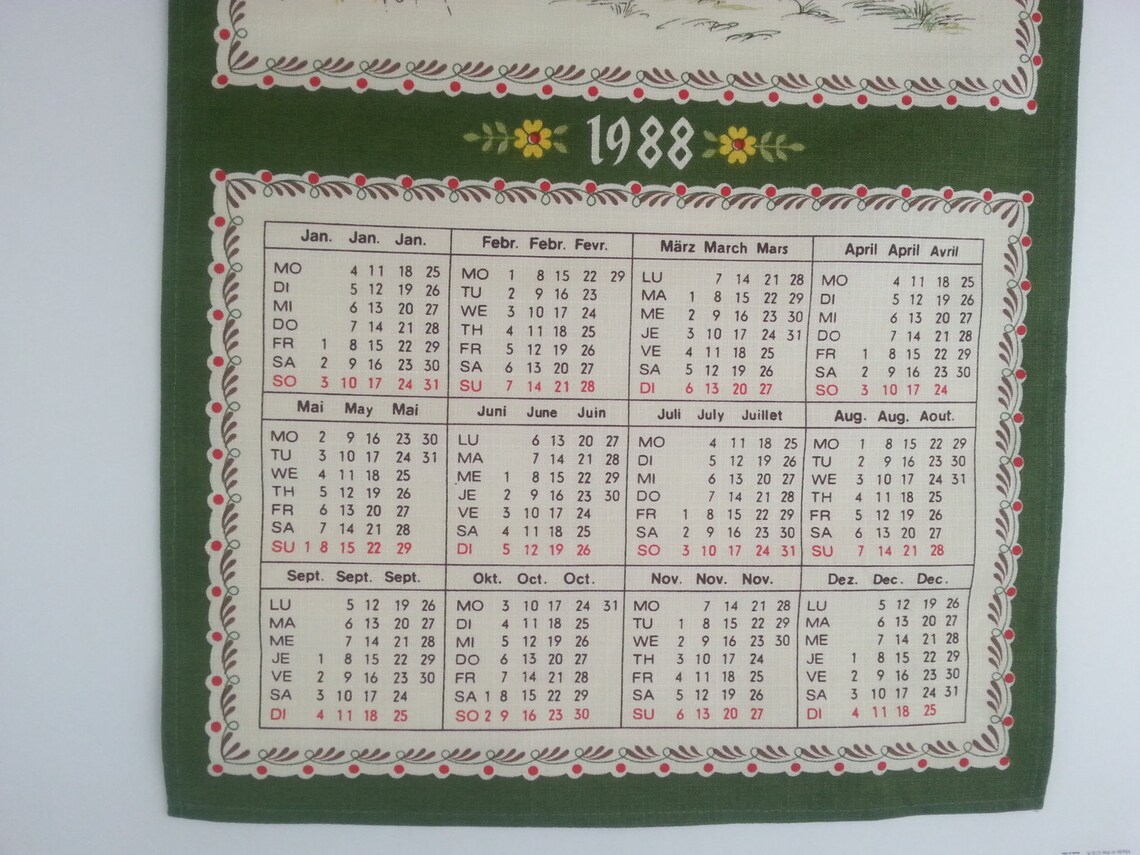 1988
Jan. Jan. Jan.
MO 4 11 18 25
DI 5 12 19 26
MI 6 13 20 27
DO 7 14 21 28
FR 1 8 15 22 29
SA 2 9 16 23 30
SO 3 10 17 24 31
Febr. Febr. Fevr.
MO 1 8 15 22 29
TU 2 9 16 23
WE 3 10 17 24
TH 4 11 18 25
FR 5 12 19 26
SA 6 13 20 27
SU 7 14 21 28
März March Mars
LU 7 14 21 28
MA 1 8 15 22 29
ME 2 9 16 23 30
JE 3 10 17 24 31
VE 4 11 18 25
SA 5 12 19 26
DI 6 13 20 27
April April Avril
MO 4 11 18 25
DI 5 12 19 26
MI 6 13 20 27
DO 7 14 21 28
FR 1 8 15 22 29
SA 2 9 16 23 30
SO 3 10 17 24
Mai May Mai
MO 2 9 16 23 30
TU 3 10 17 24 31
WE 4 11 18 25
TH 5 12 19 26
FR 6 13 20 27
SA 7 14 21 28
SU 1 8 15 22 29
Juni June Juin
LU 6 13 20 27
MA 7 14 21 28
ME 1 8 15 22 29
JE 2 9 16 23 30
VE 3 10 17 24
SA 4 11 18 25
DI 5 12 19 26
Juli July Juillet
MO 4 11 18 25
DI 5 12 19 26
MI 6 13 20 27
DO 7 14 21 28
FR 1 8 15 22 29
SA 2 9 16 23 30
SO 3 10 17 24 31
Aug. Aug. Aout.
MO 1 8 15 22 29
TU 2 9 16 23 30
WE 3 10 17 24 31
TH 4 11 18 25
FR 5 12 19 26
SA 6 13 20 27
SU 7 14 21 28
Sept. Sept. Sept.
LU 5 12 19 26
MA 6 13 20 27
ME 7 14 21 28
JE 1 8 15 22 29
VE 2 9 16 23 30
SA 3 10 17 24
DI 4 11 18 25
Okt. Oct. Oct.
MO 3 10 17 24 31
DI 4 11 18 25
MI 5 12 19 26
DO 6 13 20 27
FR 7 14 21 28
SA 1 8 15 22 29
SO 2 9 16 23 30
Nov. Nov. Nov.
MO 7 14 21 28
TU 1 8 15 22 29
WE 2 9 16 23 30
TH 3 10 17 24
FR 4 11 18 25
SA 5 12 19 26
SU 6 13 20 27
Dez. Dec. Dec.
LU 5 12 19 26
MA 6 13 20 27
ME 7 14 21 28
JE 1 8 15 22 29
VE 2 9 16 23 30
SA 3 10 17 24 31
DI 4 11 18 25